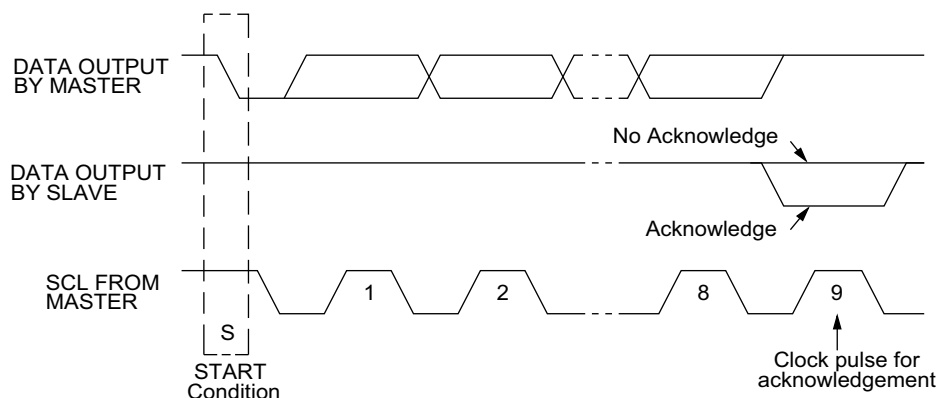 DATA OUTPUT
BY MASTER
No Acknowledge
DATA OUTPUT
BY SLAVE
Acknowledge
SCL FROM
MASTER
1
2
8
9
S
START
Condition
Clock pulse for
acknowledgement